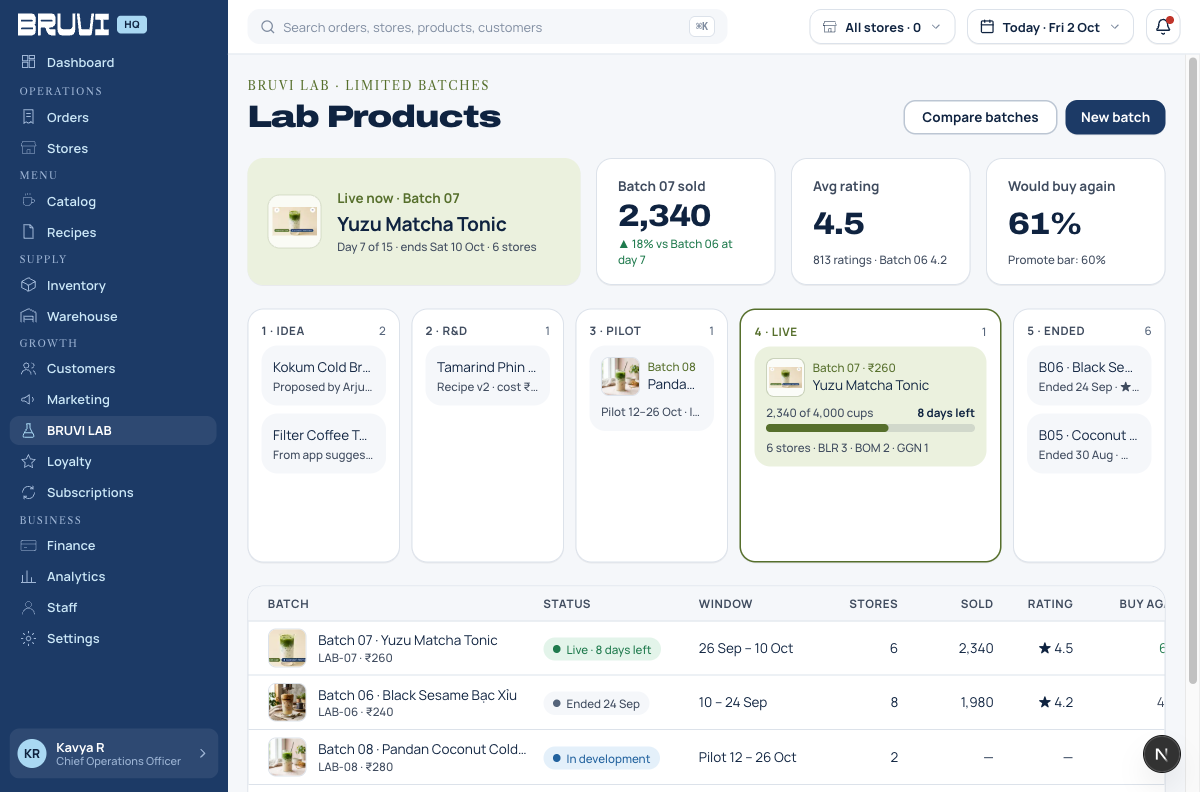 BRUVI HQ
Search orders, stores, products, customers
⌘K
All stores · 0
Today · Fri 2 Oct
Dashboard
OPERATIONS
Orders
Stores
MENU
Catalog
Recipes
SUPPLY
Inventory
Warehouse
GROWTH
Customers
Marketing
BRUVI LAB
Loyalty
Subscriptions
BUSINESS
Finance
Analytics
Staff
Settings
KR
Kavya R
Chief Operations Officer
BRUVI LAB · LIMITED BATCHES
Lab Products
Compare batches
New batch
Live now · Batch 07
Yuzu Matcha Tonic
Day 7 of 15 · ends Sat 10 Oct · 6 stores
Batch 07 sold
2,340
▲ 18% vs Batch 06 at
day 7
Avg rating
4.5
813 ratings · Batch 06 4.2
Would buy again
61%
Promote bar: 60%
1 · IDEA 2
Kokum Cold Br…
Proposed by Arju…
Filter Coffee T…
From app sugges…
2 · R&D 1
Tamarind Phin …
Recipe v2 · cost ₹…
3 · PILOT 1
Batch 08
Panda…
Pilot 12–26 Oct · I…
4 · LIVE 1
Batch 07 · ₹260
Yuzu Matcha Tonic
2,340 of 4,000 cups 8 days left
6 stores · BLR 3 · BOM 2 · GGN 1
5 · ENDED 6
B06 · Black Se…
Ended 24 Sep · ★…
B05 · Coconut …
Ended 30 Aug · …
BATCH STATUS WINDOW STORES SOLD RATING BUY AGA
Batch 07 · Yuzu Matcha Tonic
LAB-07 · ₹260
Live · 8 days left
26 Sep – 10 Oct
6
2,340
★ 4.5
6
Batch 06 · Black Sesame Bạc Xỉu
LAB-06 · ₹240
Ended 24 Sep
10 – 24 Sep
8
1,980
★ 4.2
4
Batch 08 · Pandan Coconut Cold…
LAB-08 · ₹280
In development
Pilot 12 – 26 Oct
2
—
—
N